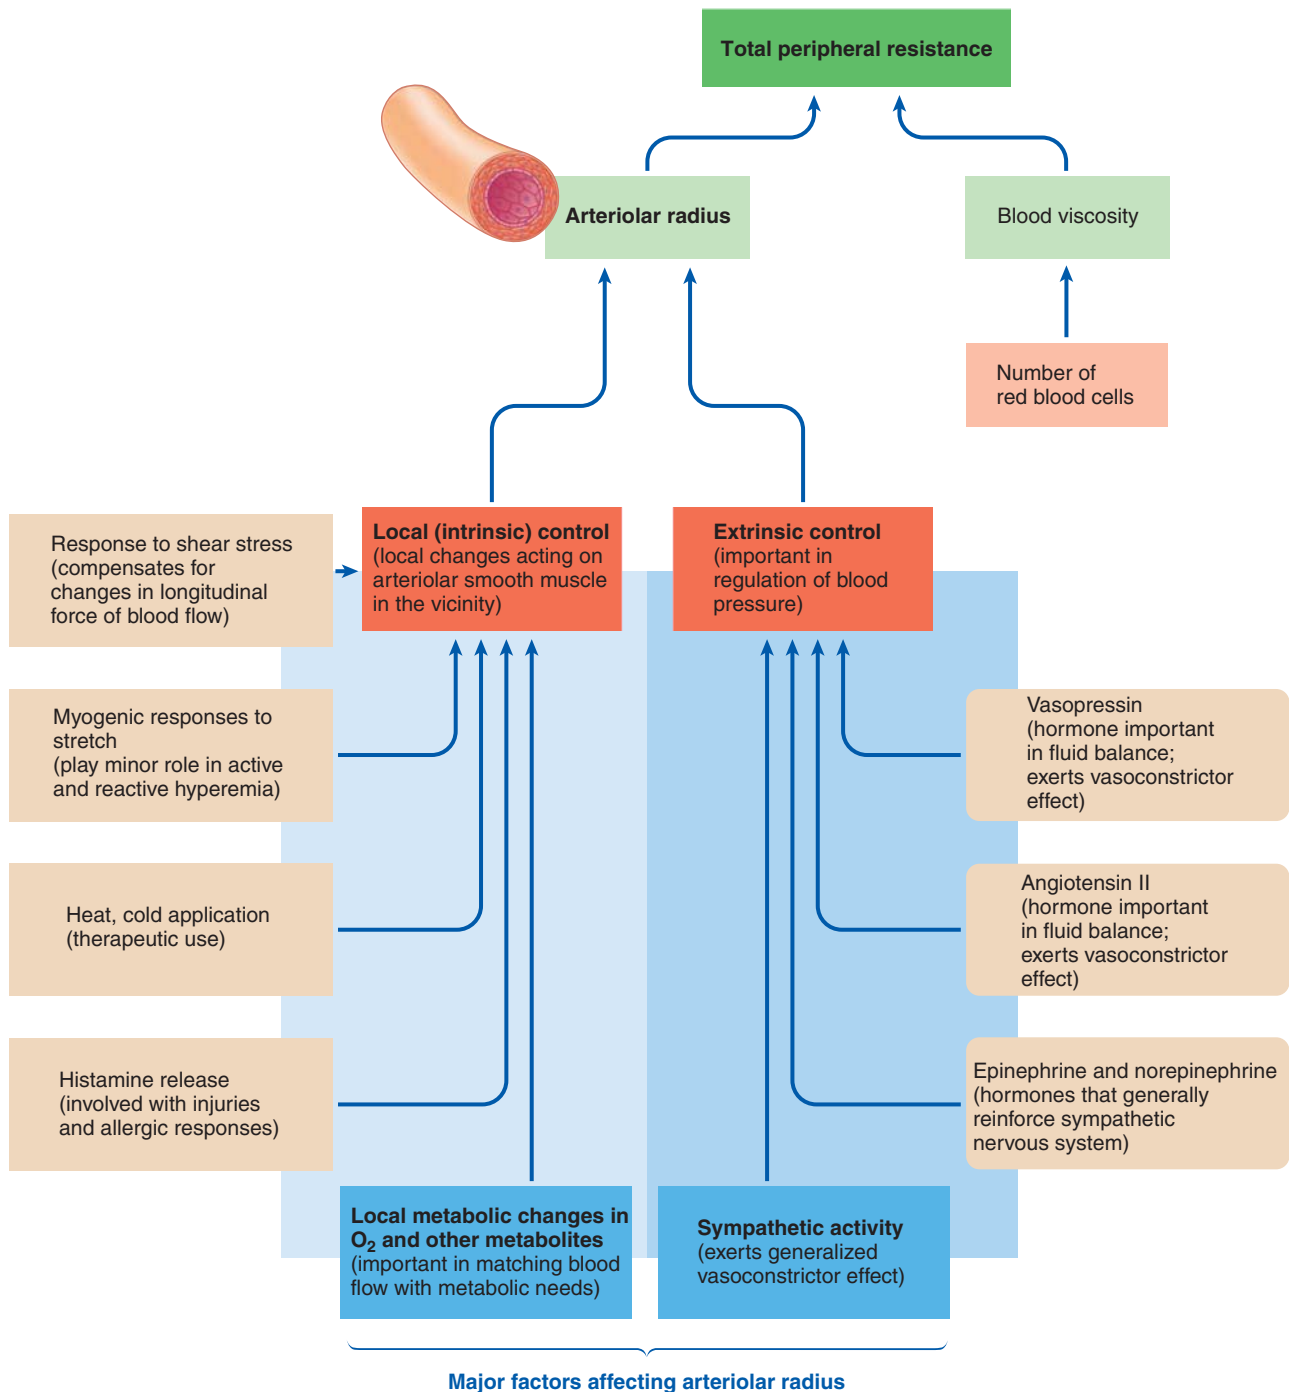 Total peripheral resistance
Arteriolar radius
Blood viscosity
Number of
red blood cells
Response to shear stress
(compensates for
changes in longitudinal
force of blood flow)
Local (intrinsic) control
(local changes acting on
arteriolar smooth muscle
in the vicinity)
Extrinsic control
(important in
regulation of blood
pressure)
Myogenic responses to
stretch
(play minor role in active
and reactive hyperemia)
Vasopressin
(hormone important
in fluid balance;
exerts vasoconstrictor
effect)
Heat, cold application
(therapeutic use)
Angiotensin II
(hormone important
in fluid balance;
exerts vasoconstrictor
effect)
Histamine release
(involved with injuries
and allergic responses)
Epinephrine and norepinephrine
(hormones that generally
reinforce sympathetic
nervous system)
Local metabolic changes in
O₂ and other metabolites
(important in matching blood
flow with metabolic needs)
Sympathetic activity
(exerts generalized
vasoconstrictor effect)
Major factors affecting arteriolar radius